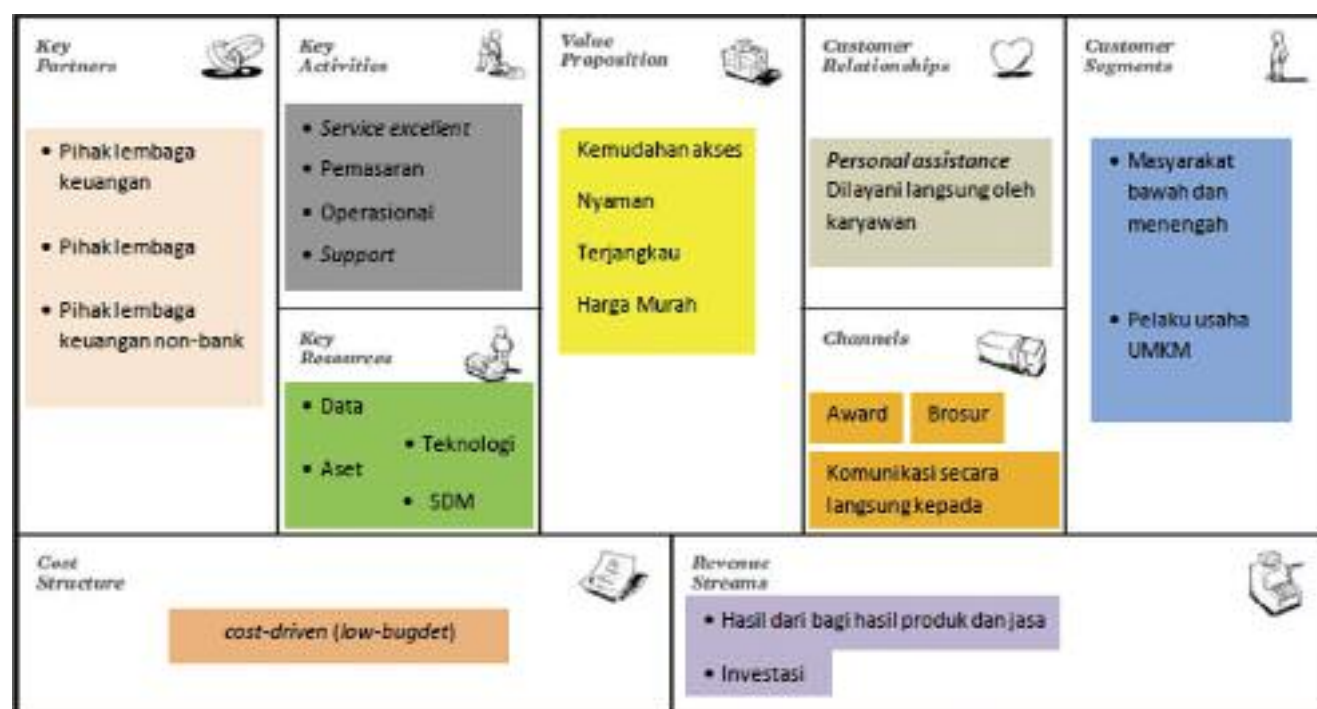 Key
Partners
• Pihak lembaga
keuangan
• Pihak lembaga
• Pihak lembaga
keuangan non-bank
Key
Activities
• Service excellent
• Pemasaran
• Operasional
• Support
Key
Resources
• Data
• Teknologi
• Aset
• SDM
Value
Proposition
Kemudahan akses
Nyaman
Terjangkau
Harga Murah
Customer
Relationships
Personal assistance
Dilayani langsung oleh
karyawan
Channels
Award
Brosur
Komunikasi secara
langsung kepada
Customer
Segments
• Masyarakat
bawah dan
menengah
• Pelaku usaha
UMKM
Cost
Structure
cost-driven (low-bugdet)
Revenue
Streams
• Hasil dari bagi hasil produk dan jasa
• Investasi